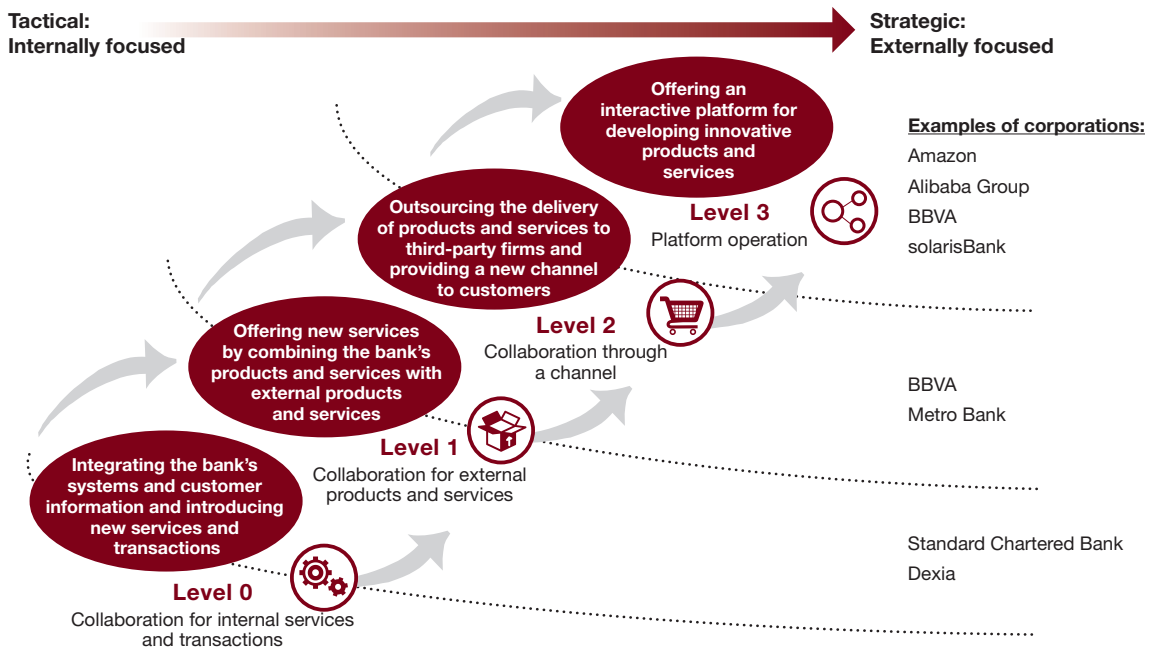 Tactical:
Internally focused
Strategic:
Externally focused
Offering an
interactive platform for
developing innovative
products and
services
Level 3
Platform operation
Examples of corporations:
Amazon
Alibaba Group
BBVA
solarisBank
Outsourcing the delivery
of products and services to
third-party firms and
providing a new channel
to customers
Level 2
Collaboration through
a channel
BBVA
Metro Bank
Offering new services
by combining the bank’s
products and services with
external products
and services
Level 1
Collaboration for external
products and services
Standard Chartered Bank
Dexia
Integrating the bank’s
systems and customer
information and introducing
new services and
transactions
Level 0
Collaboration for internal services
and transactions